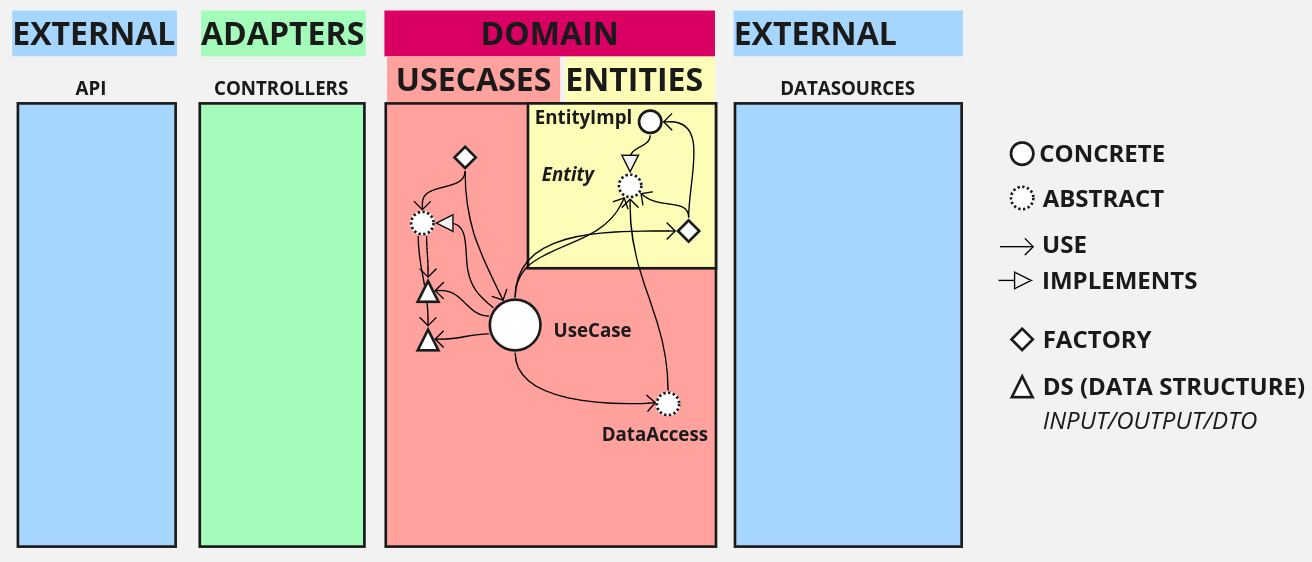 EXTERNAL
ADAPTERS
DOMAIN
EXTERNAL
USECASES
ENTITIES
API
CONTROLLERS
DATASOURCES
EntityImpl
Entity
UseCase
DataAccess
CONCRETE
ABSTRACT
USE
IMPLEMENTS
FACTORY
DS (DATA STRUCTURE)
INPUT/OUTPUT/DTO